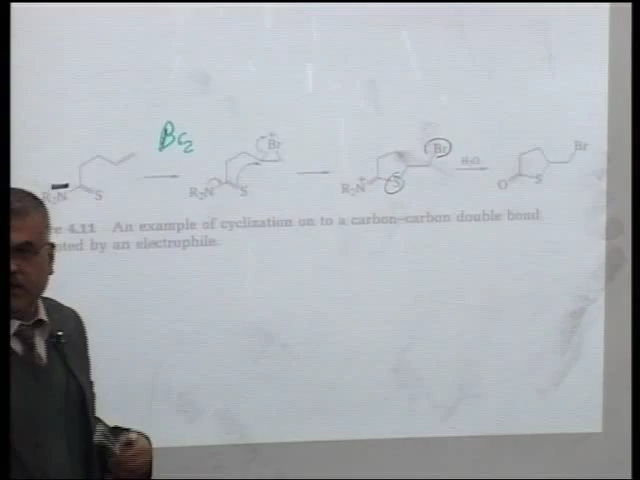 Br2
Br
Br
Br
R2N
S
R2N
S
R2N
S
H2O
O
S
4.11 An example of cyclization on to a carbon–carbon double bond
by an electrophile.